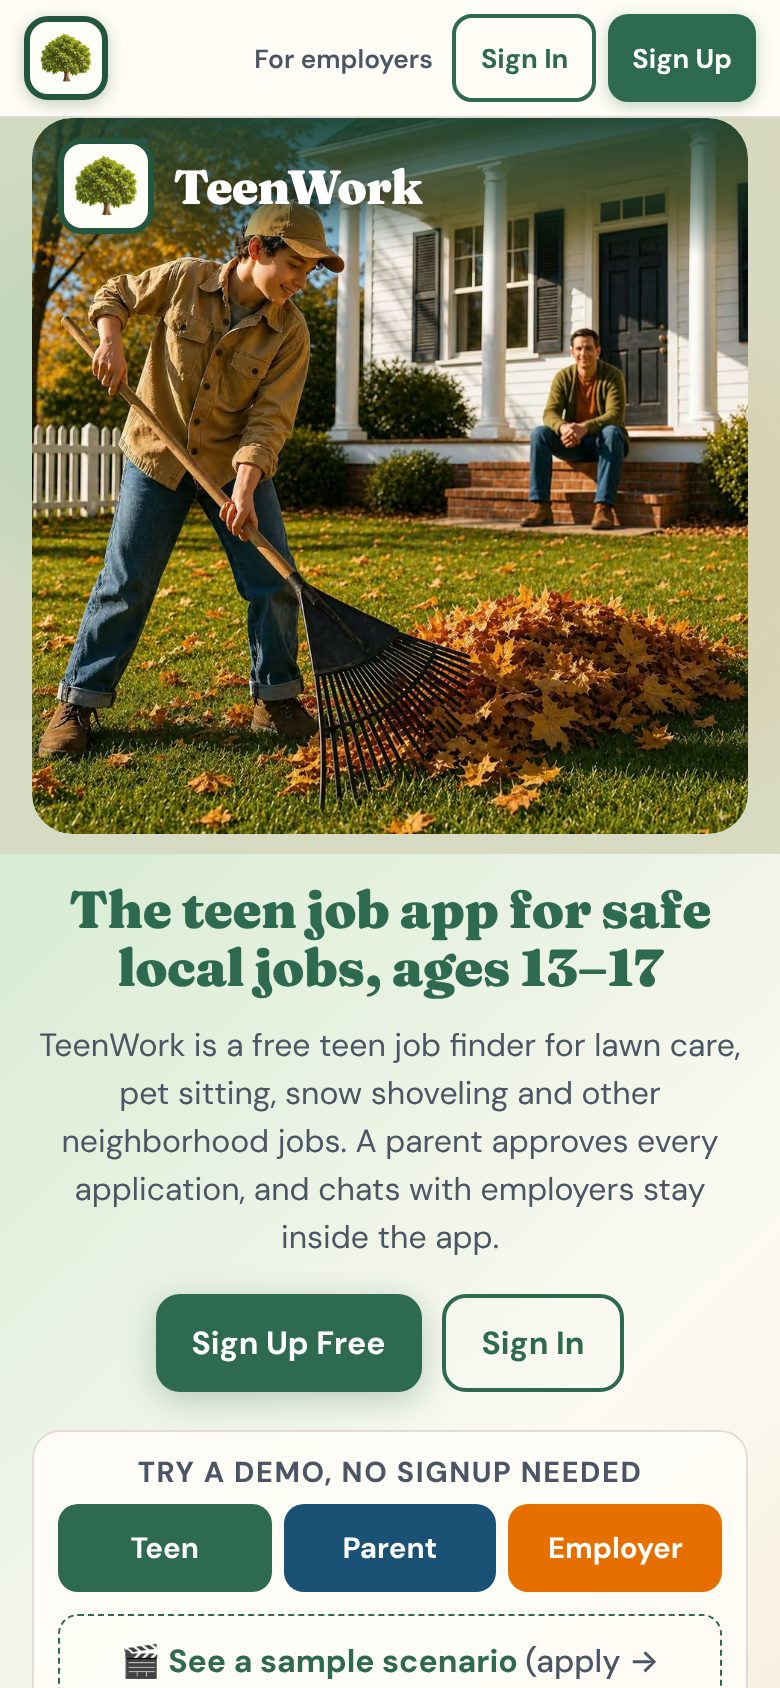 For employers
Sign In
Sign Up
TeenWork
The teen job app for safe
local jobs, ages 13–17
TeenWork is a free teen job finder for lawn care,
pet sitting, snow shoveling and other
neighborhood jobs. A parent approves every
application, and chats with employers stay
inside the app.
Sign Up Free
Sign In
TRY A DEMO, NO SIGNUP NEEDED
Teen
Parent
Employer
🎬 See a sample scenario (apply →